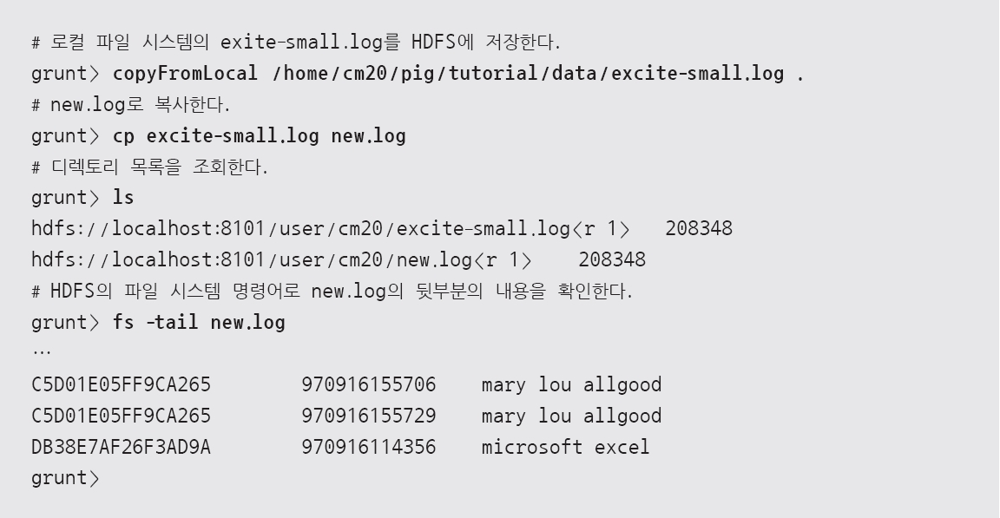 # 로컬 파일 시스템의 exite-small.log를 HDFS에 저장한다.
grunt> copyFromLocal /home/cm20/pig/tutorial/data/excite-small.log .
# new.log로 복사한다.
grunt> cp excite-small.log new.log
# 디렉토리 목록을 조회한다.
grunt> ls
hdfs://localhost:8101/user/cm20/excite-small.log<r 1>   208348
hdfs://localhost:8101/user/cm20/new.log<r 1>    208348
# HDFS의 파일 시스템 명령어로 new.log의 뒷부분의 내용을 확인한다.
grunt> fs -tail new.log
…
C5D01E05FF9CA265        970916155706    mary lou allgood
C5D01E05FF9CA265        970916155729    mary lou allgood
DB38E7AF26F3AD9A        970916114356    microsoft excel
grunt>